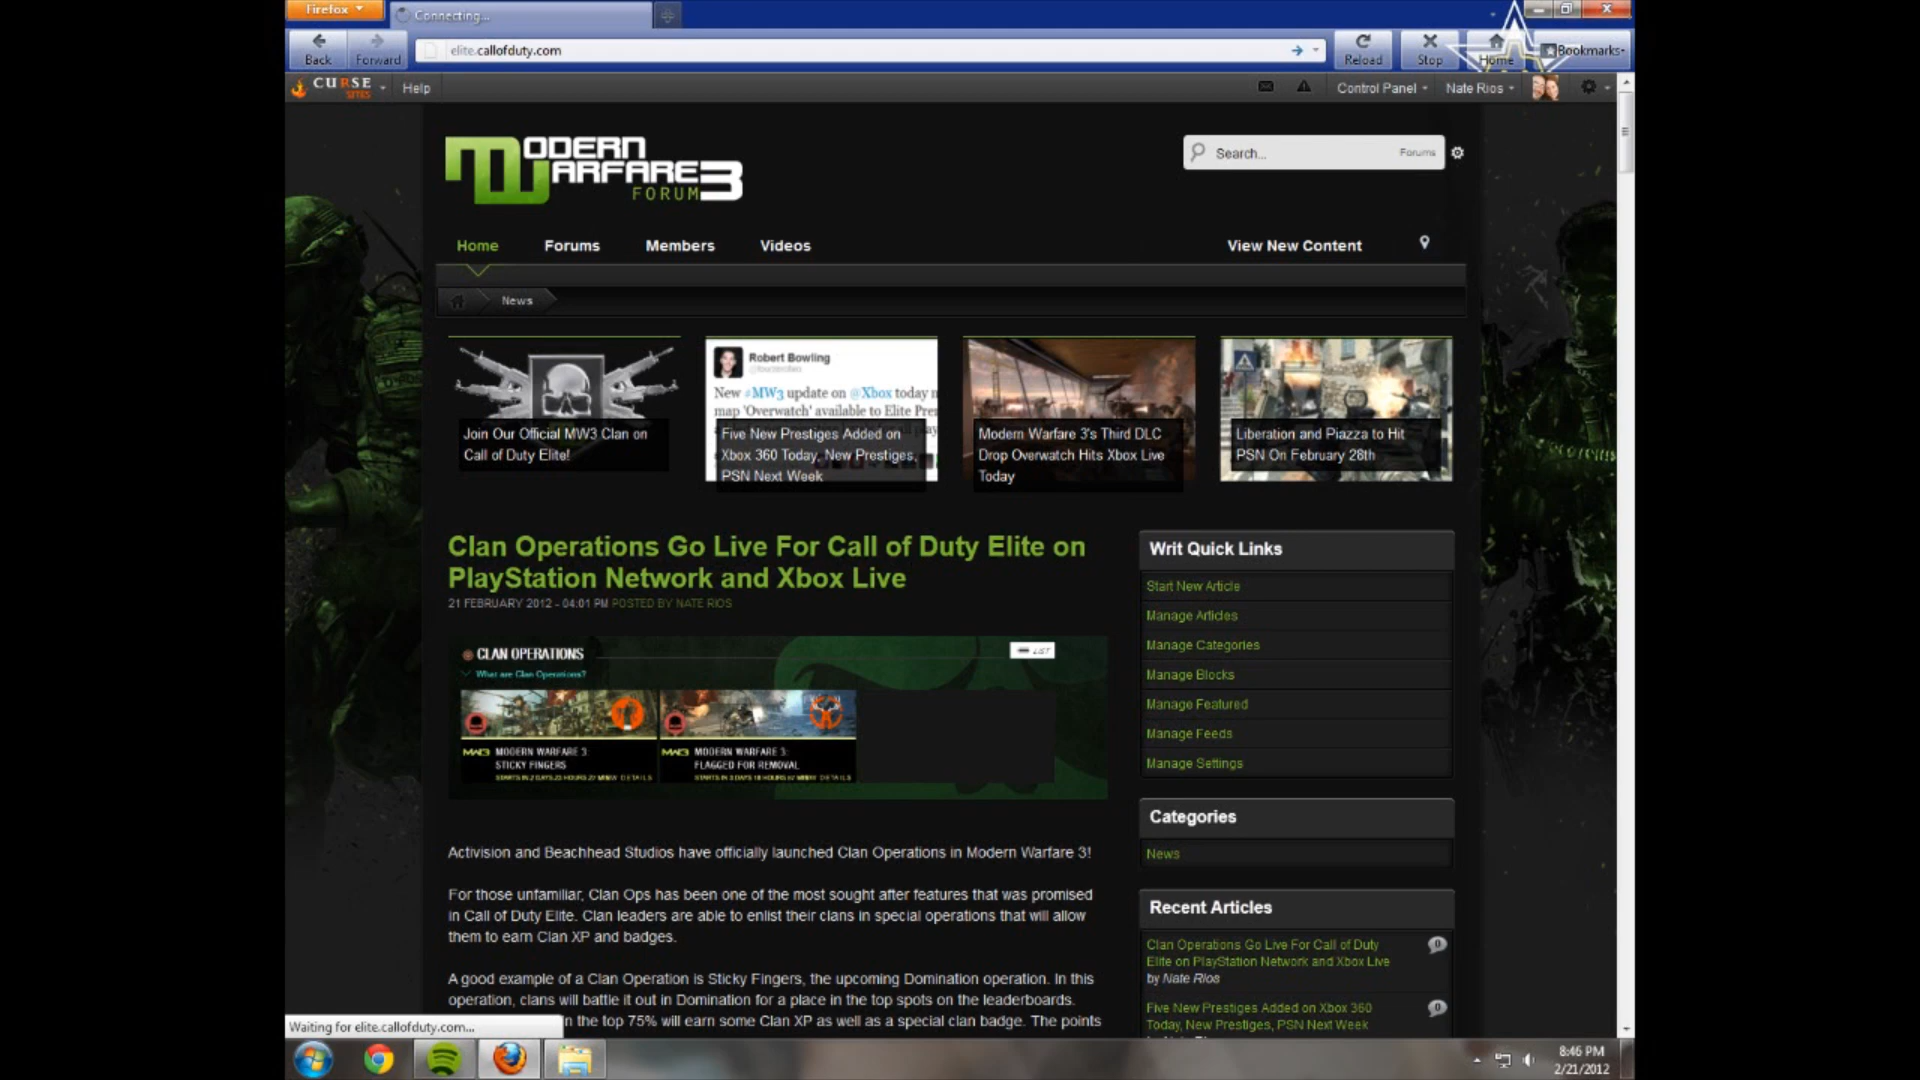 Firefox
Connecting...
Back
Forward
elite.callofduty.com
Reload
Stop
Home
Bookmarks
CURSE
SITES
Help
Control Panel
Nate Rios
MODERN
WARFARE 3
FORUM
Search...
Forums
Home
Forums
Members
Videos
View New Content
News
Join Our Official MW3 Clan on
Call of Duty Elite!
Robert Bowling
New #MW3 update on @Xbox today
map 'Overwatch' available to Elite
Five New Prestiges Added on
Xbox 360 Today, New Prestiges,
PSN Next Week
Modern Warfare 3's Third DLC
Drop Overwatch Hits Xbox Live
Today
Liberation and Piazza to Hit
PSN On February 28th
Clan Operations Go Live For Call of Duty Elite on
PlayStation Network and Xbox Live
21 FEBRUARY 2012 - 04:01 PM POSTED BY NATE RIOS
CLAN OPERATIONS
LIST
What are Clan Operations?
MW3 MODERN WARFARE 3:
STICKY FINGERS
DETAILS
MW3 MODERN WARFARE 3:
FLAGGED FOR REMOVAL
DETAILS
Activision and Beachhead Studios have officially launched Clan Operations in Modern Warfare 3!
For those unfamiliar, Clan Ops has been one of the most sought after features that was promised
in Call of Duty Elite. Clan leaders are able to enlist their clans in special operations that will allow
them to earn Clan XP and badges.
A good example of a Clan Operation is Sticky Fingers, the upcoming Domination operation. In this
operation, clans will battle it out in Domination for a place in the top spots on the leaderboards.
n the top 75% will earn some Clan XP as well as a special clan badge. The points
Writ Quick Links
Start New Article
Manage Articles
Manage Categories
Manage Blocks
Manage Featured
Manage Feeds
Manage Settings
Categories
News
Recent Articles
Clan Operations Go Live For Call of Duty
Elite on PlayStation Network and Xbox Live
by Nate Rios
0
Five New Prestiges Added on Xbox 360
Today, New Prestiges, PSN Next Week
0
Waiting for elite.callofduty.com...
8:46 PM
2/21/2012